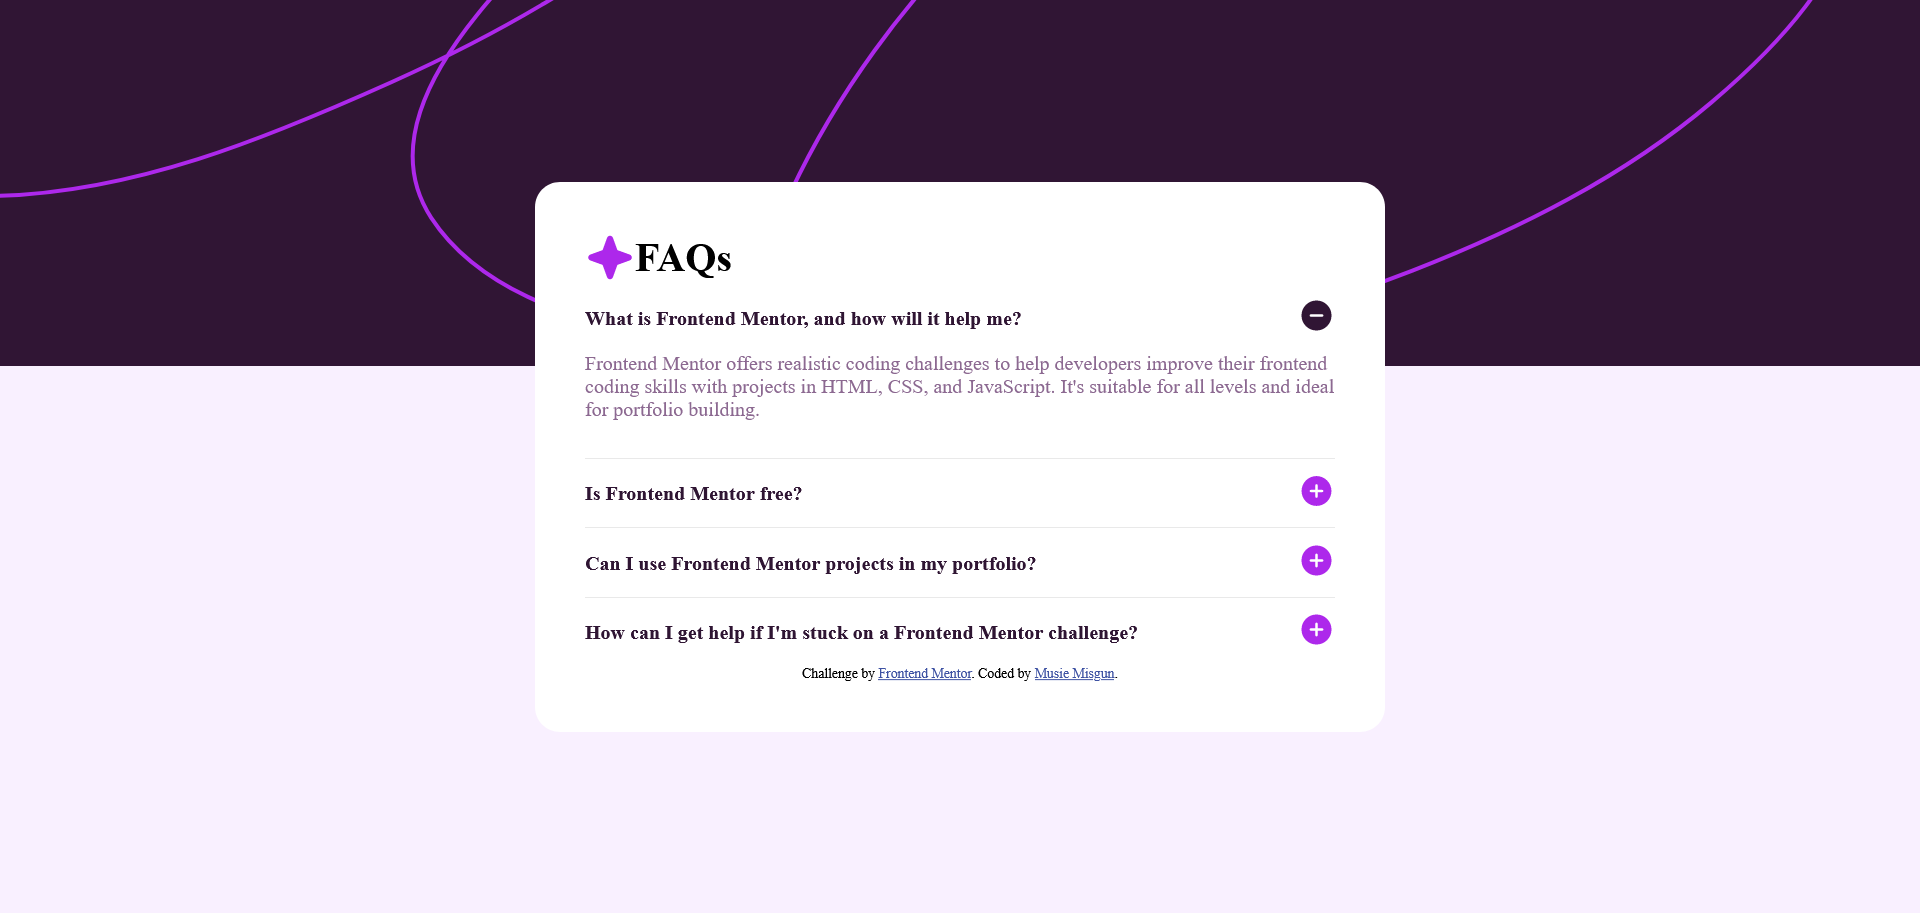 FAQs
What is Frontend Mentor, and how will it help me?
Frontend Mentor offers realistic coding challenges to help developers improve their frontend
coding skills with projects in HTML, CSS, and JavaScript. It's suitable for all levels and ideal
for portfolio building.
Is Frontend Mentor free?
Can I use Frontend Mentor projects in my portfolio?
How can I get help if I'm stuck on a Frontend Mentor challenge?
Challenge by Frontend Mentor. Coded by Musie Misgun.